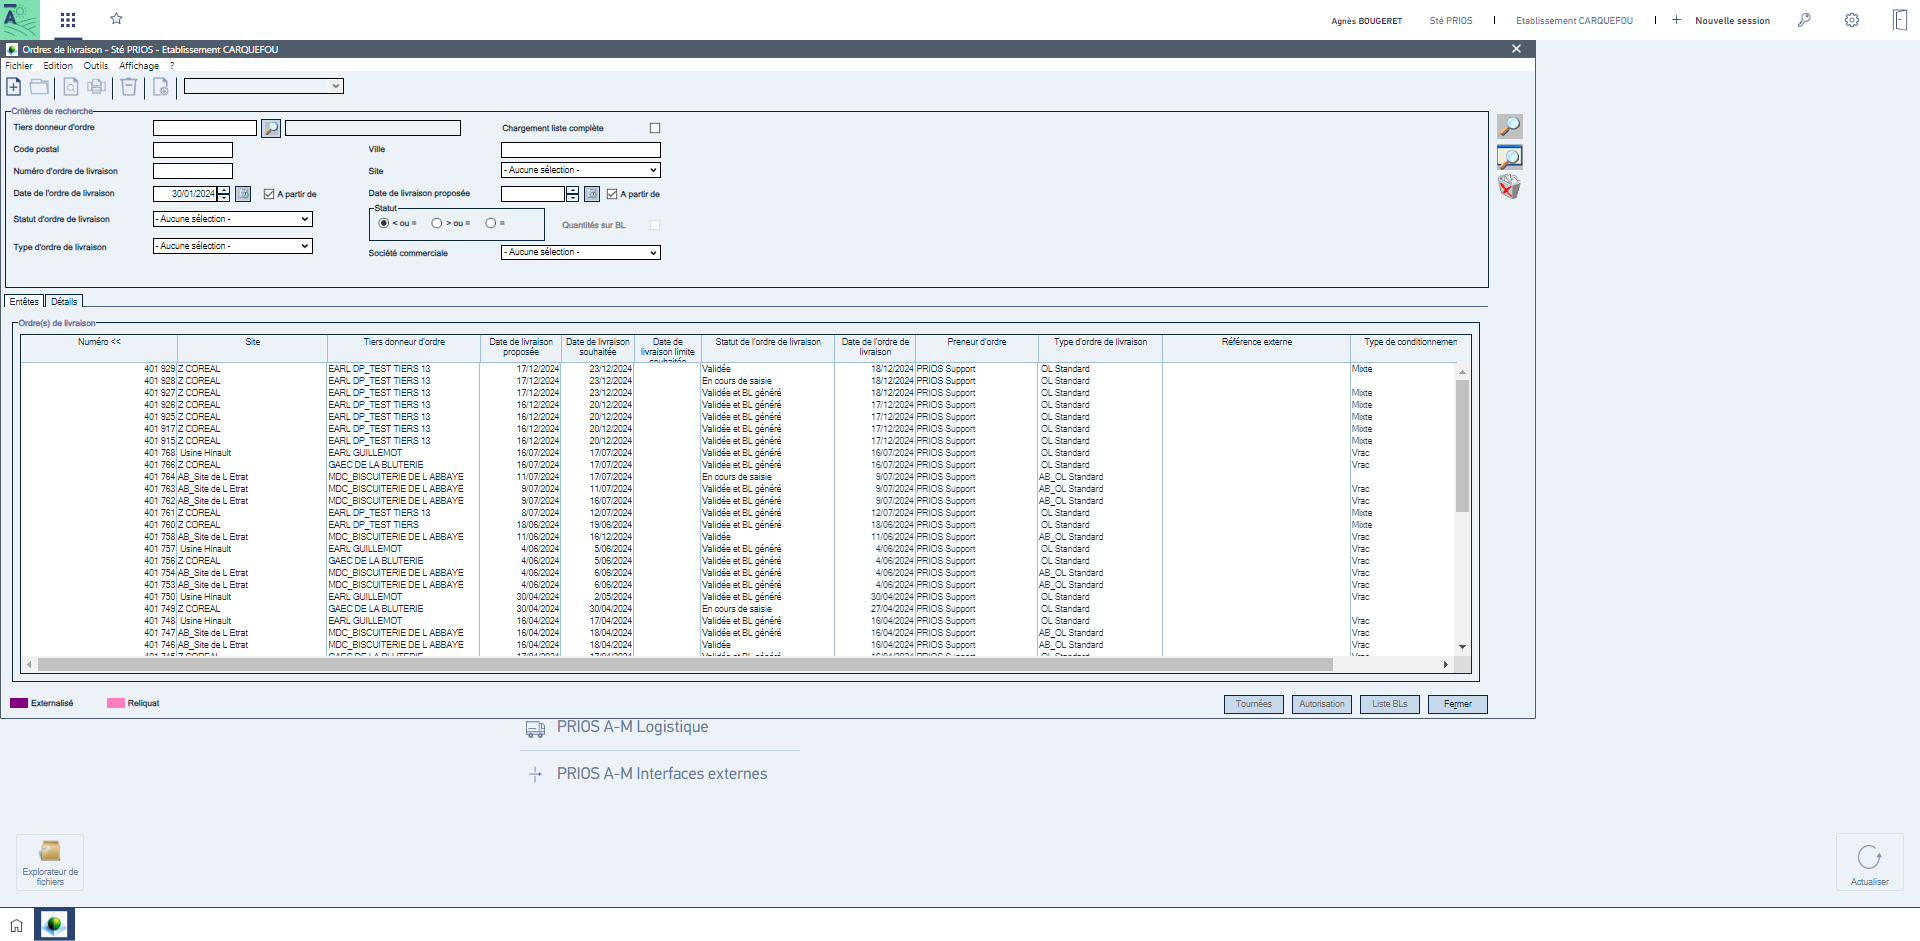 Agnès BOUGERET Sté PRIOS Etablissement CARQUEFOU Nouvelle session
Ordres de livraison - Sté PRIOS - Etablissement CARQUEFOU
Fichier Edition Outils Affichage ?
Critères de recherche
Tiers donneur d'ordre Chargement liste complète
Code postal Ville
Numéro d'ordre de livraison Site - Aucune sélection -
Date de l'ordre de livraison 30/01/2024 A partir de Date de livraison proposée A partir de
Statut
Statut d'ordre de livraison - Aucune sélection - < ou = > ou = = Quantités sur BL
Type d'ordre de livraison - Aucune sélection - Société commerciale - Aucune sélection -
Entêtes Détails
Ordre(s) de livraison
Numéro << Site Tiers donneur d'ordre Date de livraison proposée Date de livraison souhaitée Date de livraison limite souhaitée Statut de l'ordre de livraison Date de l'ordre de livraison Preneur d'ordre Type d'ordre de livraison Référence externe Type de conditionnemen
401 929 Z COREAL EARL DP_TEST TIERS 13 17/12/2024 23/12/2024 Validée 18/12/2024 PRIOS Support OL Standard Mixte
401 928 Z COREAL EARL DP_TEST TIERS 13 17/12/2024 23/12/2024 En cours de saisie 18/12/2024 PRIOS Support OL Standard
401 927 Z COREAL EARL DP_TEST TIERS 13 17/12/2024 23/12/2024 Validée et BL généré 18/12/2024 PRIOS Support OL Standard Mixte
401 926 Z COREAL EARL DP_TEST TIERS 13 16/12/2024 20/12/2024 Validée et BL généré 17/12/2024 PRIOS Support OL Standard Mixte
401 925 Z COREAL EARL DP_TEST TIERS 13 16/12/2024 20/12/2024 Validée et BL généré 17/12/2024 PRIOS Support OL Standard Mixte
401 917 Z COREAL EARL DP_TEST TIERS 13 16/12/2024 20/12/2024 Validée et BL généré 17/12/2024 PRIOS Support OL Standard Mixte
401 915 Z COREAL EARL DP_TEST TIERS 13 16/12/2024 20/12/2024 Validée et BL généré 17/12/2024 PRIOS Support OL Standard Mixte
401 768 Usine Hinault EARL GUILLEMOT 16/07/2024 17/07/2024 Validée et BL généré 16/07/2024 PRIOS Support OL Standard Vrac
401 766 Z COREAL GAEC DE LA BLUTERIE 16/07/2024 17/07/2024 Validée et BL généré 16/07/2024 PRIOS Support OL Standard Vrac
401 764 AB_Site de L Etrat MDC_BISCUITERIE DE L ABBAYE 11/07/2024 17/07/2024 En cours de saisie 9/07/2024 PRIOS Support AB_OL Standard
401 763 AB_Site de L Etrat MDC_BISCUITERIE DE L ABBAYE 9/07/2024 11/07/2024 Validée et BL généré 9/07/2024 PRIOS Support AB_OL Standard Vrac
401 762 AB_Site de L Etrat MDC_BISCUITERIE DE L ABBAYE 9/07/2024 16/07/2024 Validée et BL généré 9/07/2024 PRIOS Support AB_OL Standard Vrac
401 761 Z COREAL EARL DP_TEST TIERS 13 8/07/2024 12/07/2024 Validée et BL généré 12/07/2024 PRIOS Support OL Standard Mixte
401 760 Z COREAL EARL DP_TEST TIERS 18/06/2024 19/06/2024 Validée et BL généré 18/06/2024 PRIOS Support OL Standard Mixte
401 758 AB_Site de L Etrat MDC_BISCUITERIE DE L ABBAYE 11/06/2024 16/12/2024 Validée 11/06/2024 PRIOS Support AB_OL Standard Vrac
401 757 Usine Hinault EARL GUILLEMOT 4/06/2024 5/06/2024 Validée et BL généré 4/06/2024 PRIOS Support OL Standard Vrac
401 756 Z COREAL GAEC DE LA BLUTERIE 4/06/2024 5/06/2024 Validée et BL généré 4/06/2024 PRIOS Support OL Standard Vrac
401 754 AB_Site de L Etrat MDC_BISCUITERIE DE L ABBAYE 4/06/2024 6/06/2024 Validée et BL généré 4/06/2024 PRIOS Support AB_OL Standard Vrac
401 753 AB_Site de L Etrat MDC_BISCUITERIE DE L ABBAYE 4/06/2024 6/06/2024 Validée et BL généré 4/06/2024 PRIOS Support AB_OL Standard Vrac
401 750 Usine Hinault EARL GUILLEMOT 30/04/2024 2/05/2024 Validée et BL généré 30/04/2024 PRIOS Support OL Standard Vrac
401 749 Z COREAL GAEC DE LA BLUTERIE 30/04/2024 30/04/2024 En cours de saisie 27/04/2024 PRIOS Support OL Standard
401 748 Usine Hinault EARL GUILLEMOT 16/04/2024 17/04/2024 Validée et BL généré 16/04/2024 PRIOS Support OL Standard Vrac
401 747 AB_Site de L Etrat MDC_BISCUITERIE DE L ABBAYE 16/04/2024 18/04/2024 Validée et BL généré 16/04/2024 PRIOS Support AB_OL Standard Vrac
401 746 AB_Site de L Etrat MDC_BISCUITERIE DE L ABBAYE 16/04/2024 18/04/2024 Validée 16/04/2024 PRIOS Support AB_OL Standard Vrac
Externalisé Reliquat Tournées Autorisation Liste BLs Fermer
PRIOS A-M Logistique
PRIOS A-M Interfaces externes
Explorateur de fichiers
Actualiser